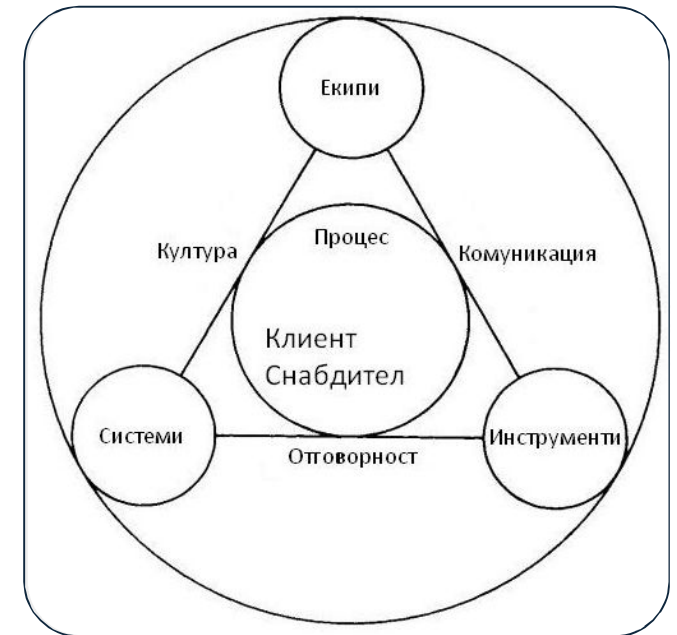 Екипи
Процес
Култура
Комуникация
Клиент
Снабдител
Системи
Инструменти
Отговорност